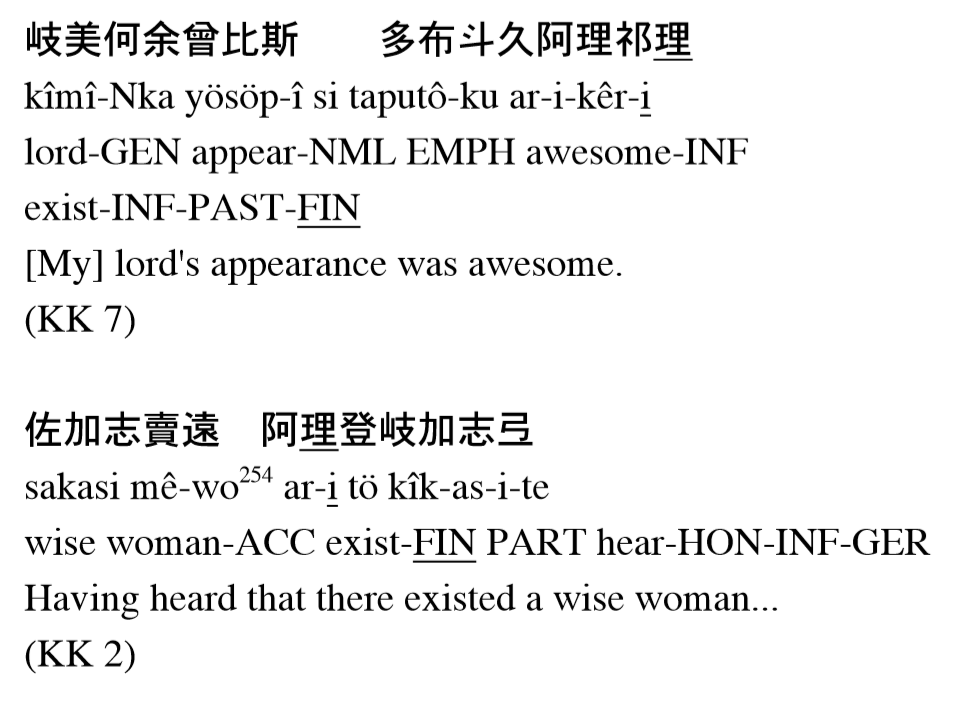 岐美何余曾比斯　　多布斗久阿理祁理
kîmî-Nka yösöp-î si taputô-ku ar-i-kêr-i
lord-GEN appear-NML EMPH awesome-INF
exist-INF-PAST-FIN
[My] lord's appearance was awesome.
(KK 7)
佐加志賣遠　阿理登岐加志弖
sakasi mê-wo254 ar-i tö kîk-as-i-te
wise woman-ACC exist-FIN PART hear-HON-INF-GER
Having heard that there existed a wise woman...
(KK 2)